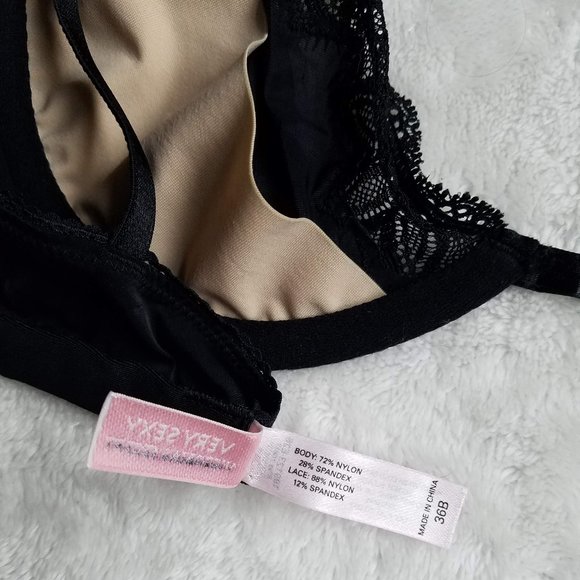 VERY SEXY
BODY: 72% NYLON
28% SPANDEX
LACE: 88% NYLON
12% SPANDEX
MADE IN CHINA
36B